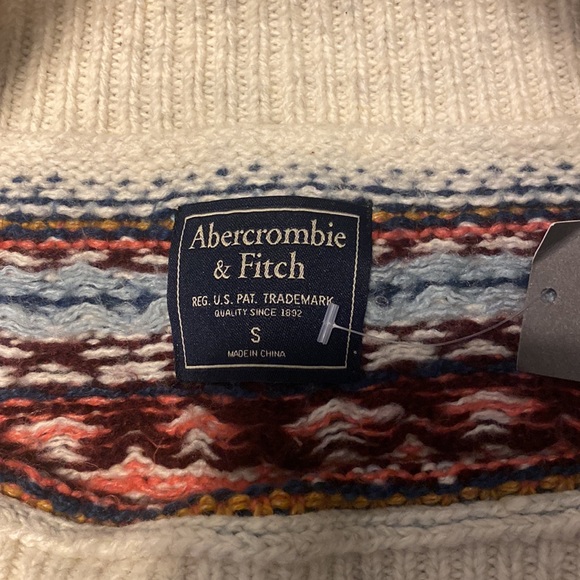 Abercrombie
& Fitch
REG. U.S. PAT. TRADEMARK
QUALITY SINCE 1892
S
MADE IN CHINA